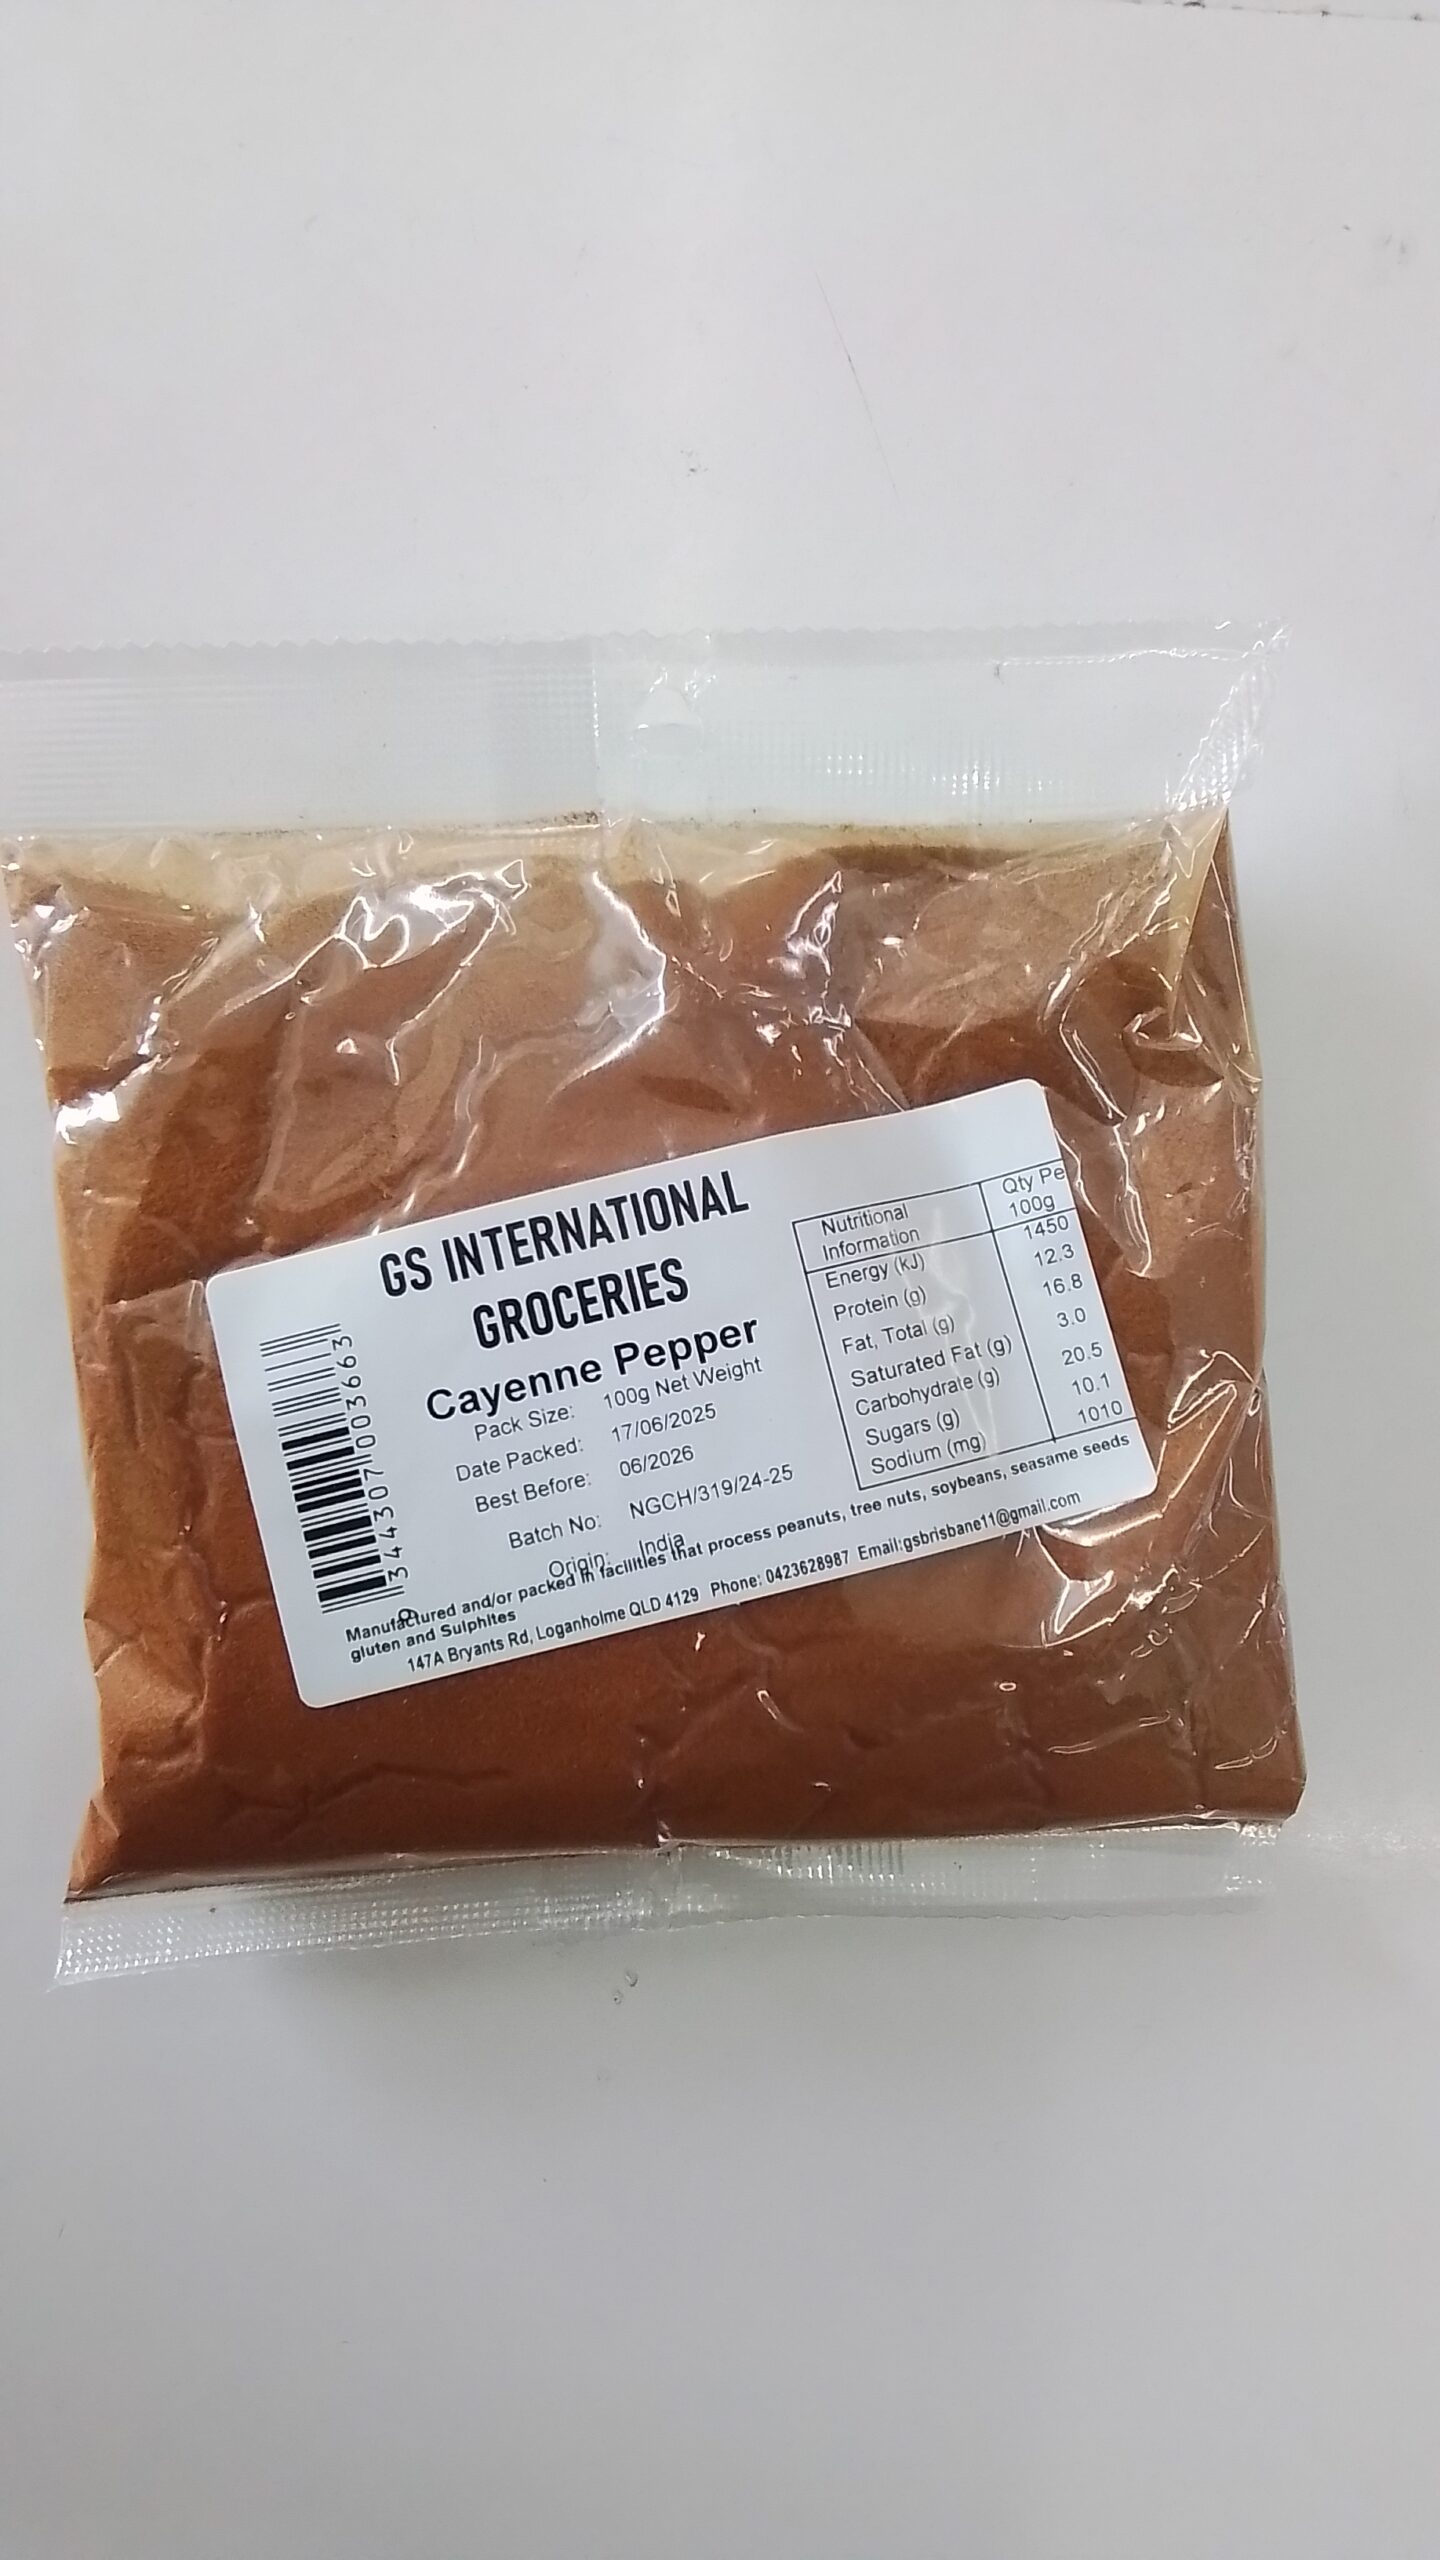 GS INTERNATIONAL
GROCERIES
Cayenne Pepper
Pack Size: 100g Net Weight
Date Packed: 17/06/2025
Best Before: 06/2026
Batch No: NGCH/319/24-25
Origin: India
Manufactured and/or packed in facilities that process peanuts, tree nuts, soybeans, seasame seeds
gluten and Sulphites
147A Bryants Rd, Loganholme QLD 4129 Phone: 0423628987 Email:gsbrisbane11@gmail.com
9 344307 003663
Nutritional Information Qty Pe 100g
Energy (kJ) 1450
Protein (g) 12.3
Fat, Total (g) 16.8
Saturated Fat (g) 3.0
Carbohydrate (g) 20.5
Sugars (g) 10.1
Sodium (mg) 1010